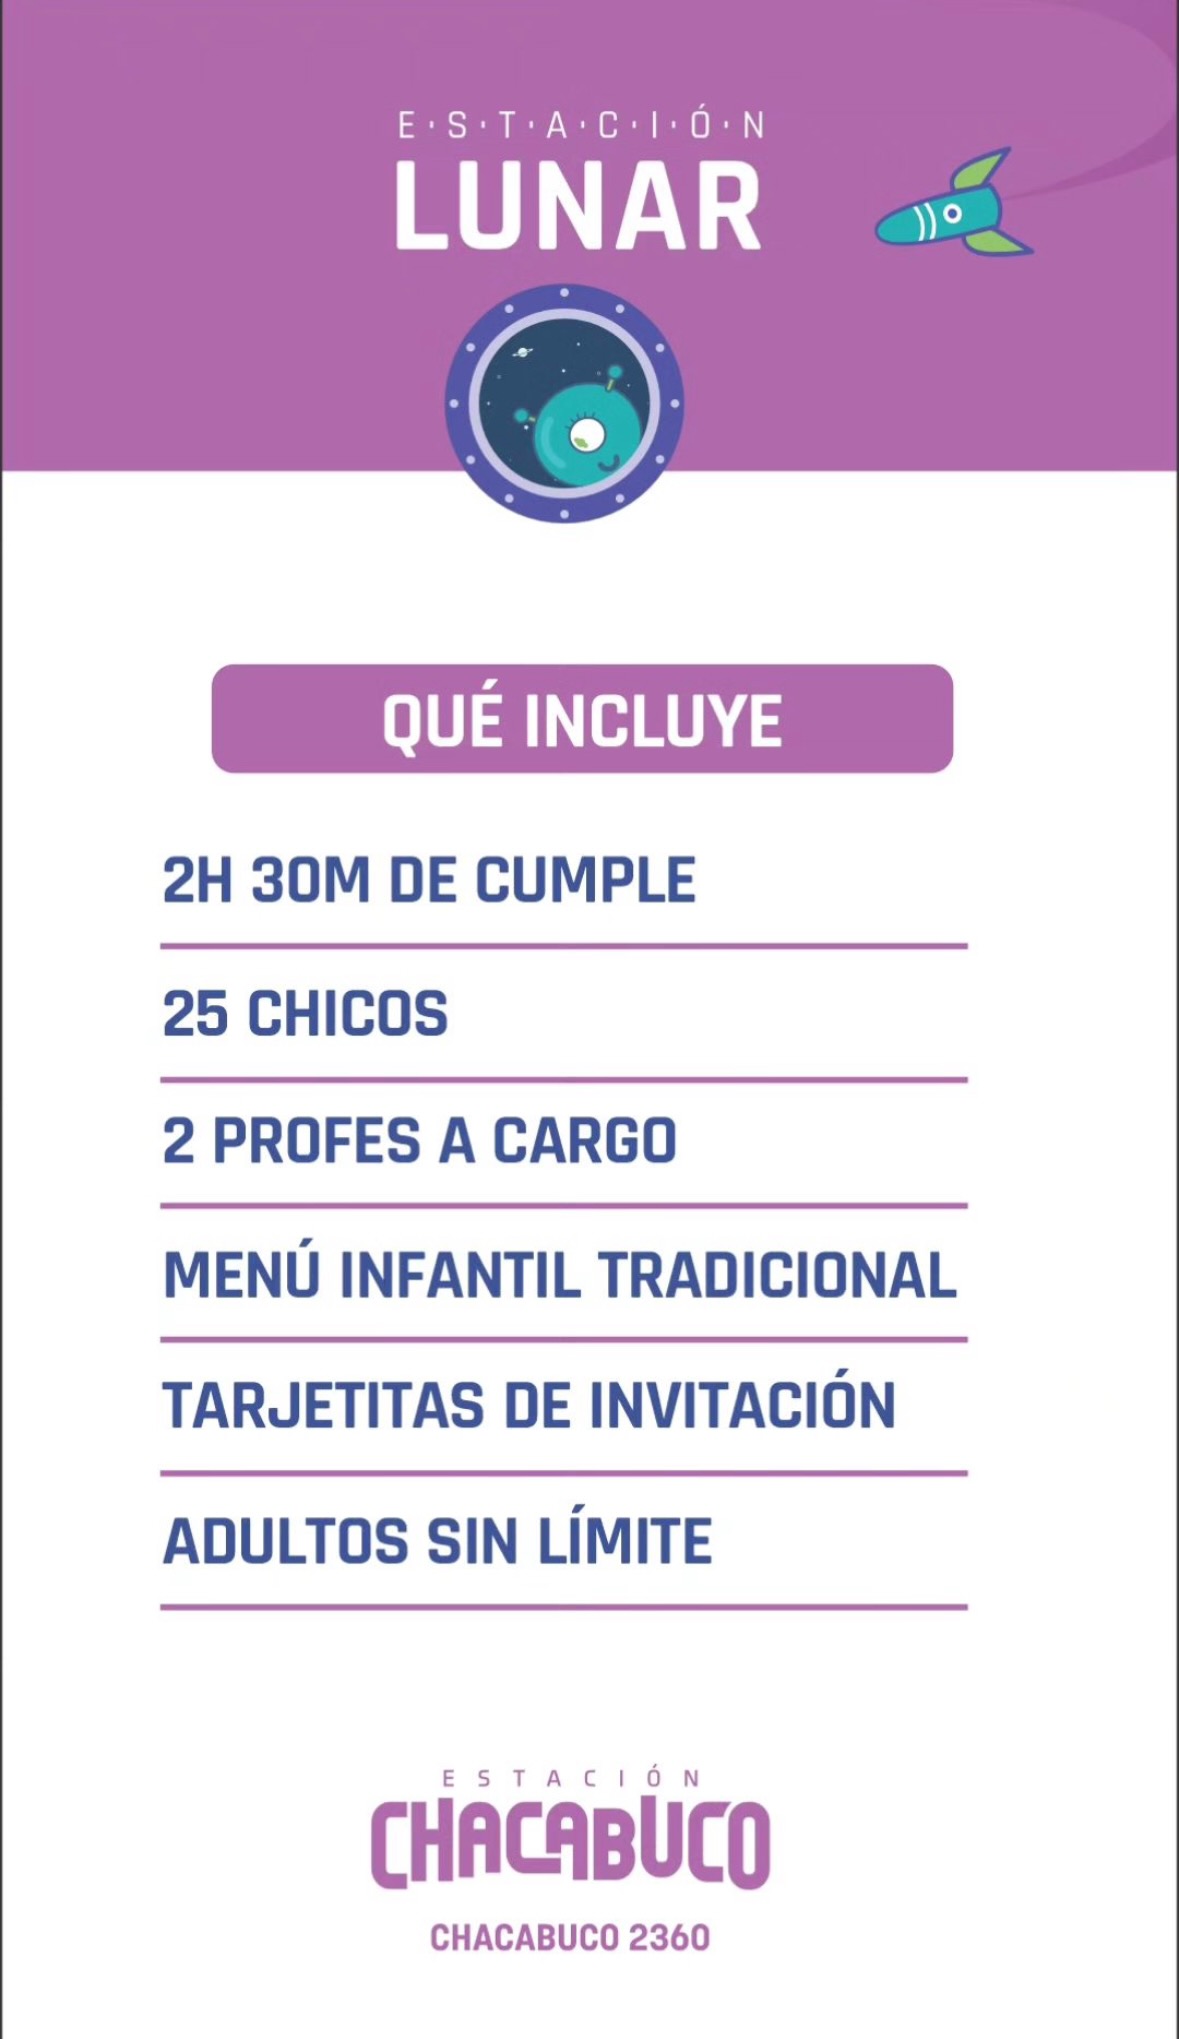 E·S·T·A·C·I·Ó·N
LUNAR
QUÉ INCLUYE
2H 30M DE CUMPLE
25 CHICOS
2 PROFES A CARGO
MENÚ INFANTIL TRADICIONAL
TARJETITAS DE INVITACIÓN
ADULTOS SIN LÍMITE
ESTACIÓN
CHACABUCO
CHACABUCO 2360